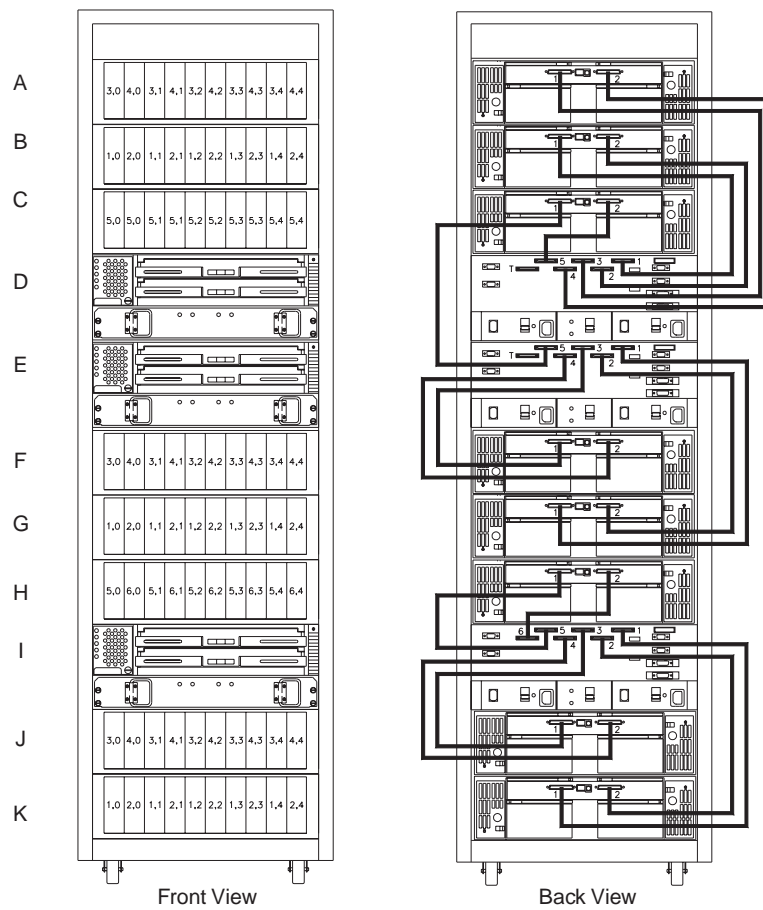 A
3,0 4,0 3,1 4,1 3,2 4,2 3,3 4,3 3,4 4,4
B
1,0 2,0 1,1 2,1 1,2 2,2 1,3 2,3 1,4 2,4
C
5,0 5,0 5,1 5,1 5,2 5,2 5,3 5,3 5,4 5,4
D
E
F
3,0 4,0 3,1 4,1 3,2 4,2 3,3 4,3 3,4 4,4
G
1,0 2,0 1,1 2,1 1,2 2,2 1,3 2,3 1,4 2,4
H
5,0 6,0 5,1 6,1 5,2 6,2 5,3 6,3 5,4 6,4
I
J
3,0 4,0 3,1 4,1 3,2 4,2 3,3 4,3 3,4 4,4
K
1,0 2,0 1,1 2,1 1,2 2,2 1,3 2,3 1,4 2,4
Front View
1 2
1 2
1 2
5 3 1
T 4 2
5 3 1
T 4 2
1 2
1 2
1 2
6 5 3 1
4 2
1 2
1 2
Back View